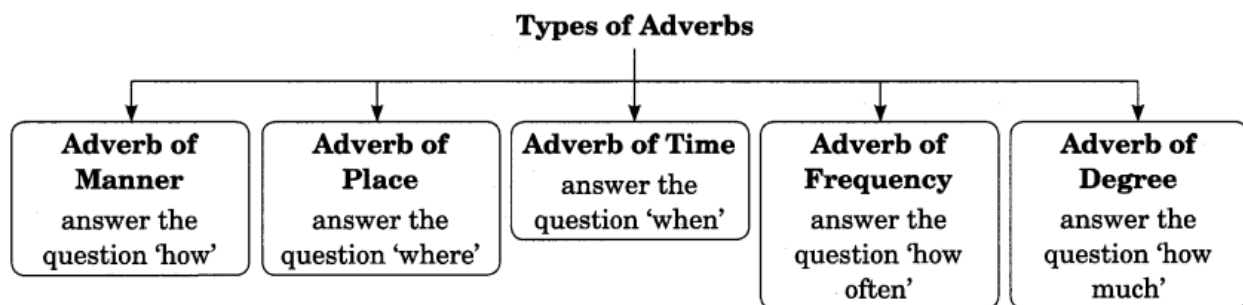 Types of Adverbs
Adverb of
Manner
answer the
question ‘how’
Adverb of
Place
answer the
question ‘where’
Adverb of Time
answer the
question ‘when’
Adverb of
Frequency
answer the
question ‘how
often’
Adverb of
Degree
answer the
question ‘how
much’